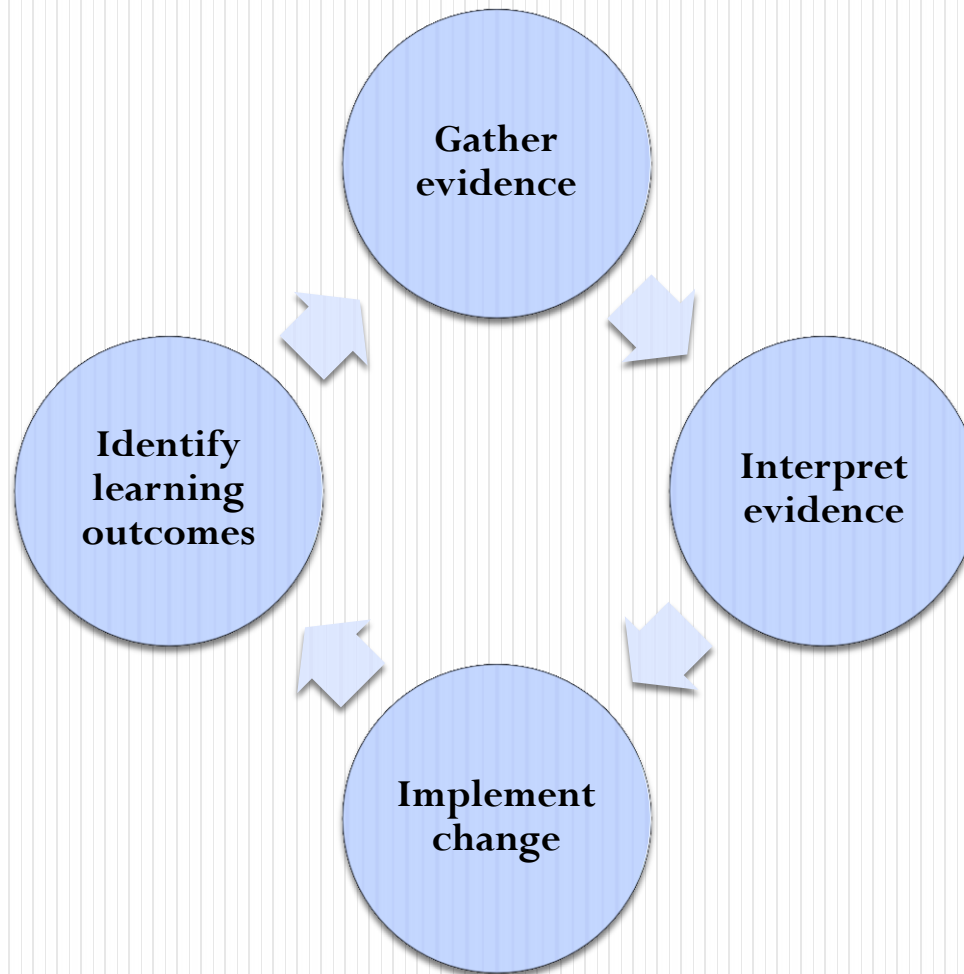 Gather
evidence
Identify
learning
outcomes
Interpret
evidence
Implement
change